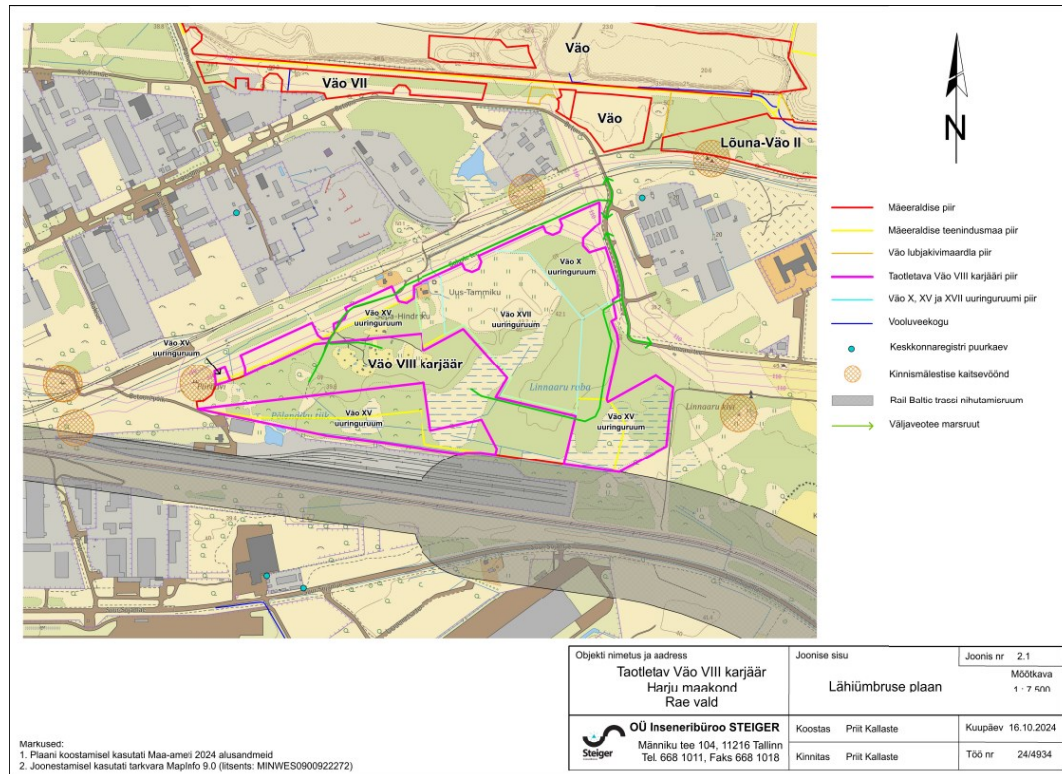 Väo
Väo VII
Väo
Lõuna-Väo II
N
Väo X
uuringuruum
Uus-Tammiku
Väo XV
uuringuruum
Väo XVII
uuringuruum
Väo XV
uuringuruum
Väo VIII karjäär
Linnaaru raba
Väo XV
uuringuruum
Väo XV
uuringuruum
Linnaaru kivi
Mäeeraldise piir
Mäeeraldise teenindusmaa piir
Väo lubjakivimaardla piir
Taotletava Väo VIII karjääri piir
Väo X, XV ja XVII uuringuruumi piir
Vooluveekogu
Keskkonnaregistri puurkaev
Kinnismälestise kaitsevöönd
Rail Baltic trassi nihutamisruum
Väljaveotee marsruut
Objekti nimetus ja aadress
Taotletav Väo VIII karjäär
Harju maakond
Rae vald
Joonise sisu
Lähiümbruse plaan
Joonis nr 2.1
Mõõtkava
1 : 7 500
Steiger
OÜ Inseneribüroo STEIGER
Männiku tee 104, 11216 Tallinn
Tel. 668 1011, Faks 668 1018
Koostas Priit Kallaste
Kuupäev 16.10.2024
Kinnitas Priit Kallaste
Töö nr 24/4934
Markused:
1. Plaani koostamisel kasutati Maa-ameti 2024 alusandmeid
2. Joonestamisel kasutati tarkvara MapInfo 9.0 (litsents: MINWES0900922272)